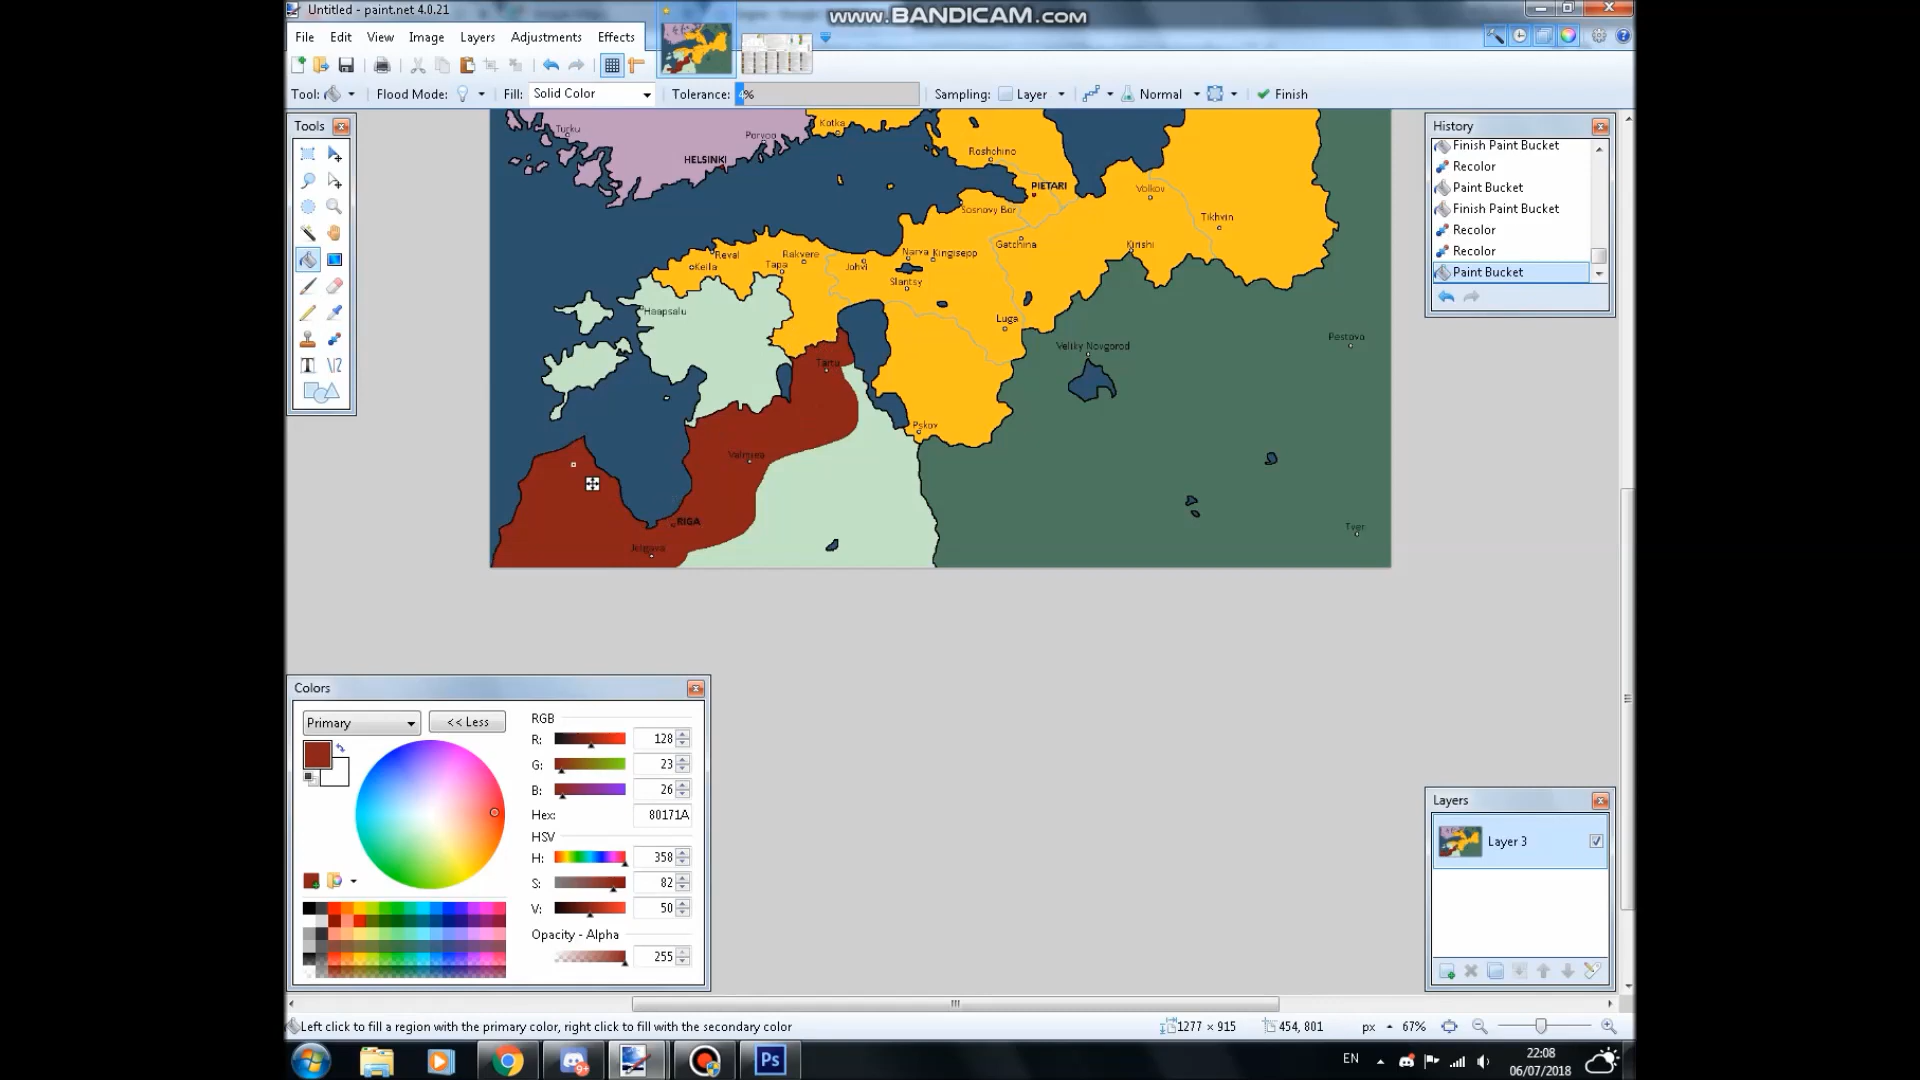 Untitled - paint.net 4.0.21
www.BANDICAM.com
File Edit View Image Layers Adjustments Effects
Tool: Flood Mode: Fill: Solid Color Tolerance: 4% Sampling: Layer Normal Finish
Tools
History
Finish Paint Bucket
Recolor
Paint Bucket
Finish Paint Bucket
Recolor
Recolor
Paint Bucket
Turku
Porvoo
Kotka
HELSINKI
Roshchino
PIETARI
Volkov
Sosnovy Bor
Tikhvin
Gatchina
Kirishi
Reval
Rakvere
Narva Kingisepp
Keila
Tapa
Johvi
Slantsy
Haapsalu
Luga
Pestovo
Veliky Novgorod
Tartu
Pskov
Valmiea
RIGA
Tver
Jelgava
Colors
Primary
<< Less
RGB
R: 128
G: 23
B: 26
Hex: 80171A
HSV
H: 358
S: 82
V: 50
Opacity - Alpha
255
Layers
Layer 3
Left click to fill a region with the primary color, right click to fill with the secondary color
1277 × 915
454, 801
px
67%
9+
Ps
EN
22:08
06/07/2018